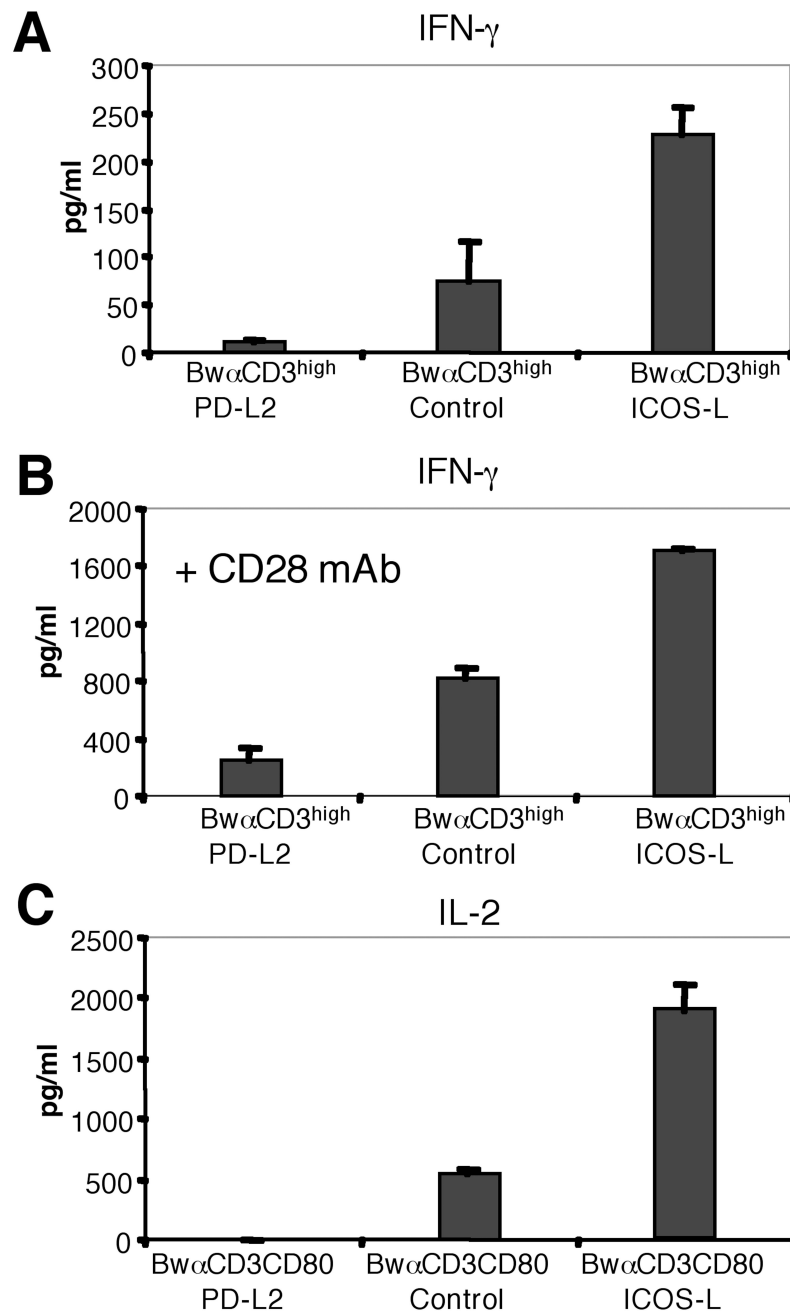 A
IFN-γ
300
250
200
150
100
50
0
pg/ml
BwαCD3high BwαCD3high BwαCD3high
PD-L2 Control ICOS-L
B
IFN-γ
2000
1600
1200
800
400
0
pg/ml
+ CD28 mAb
BwαCD3high BwαCD3high BwαCD3high
PD-L2 Control ICOS-L
C
IL-2
2500
2000
1500
1000
500
0
pg/ml
BwαCD3CD80 BwαCD3CD80 BwαCD3CD80
PD-L2 Control ICOS-L